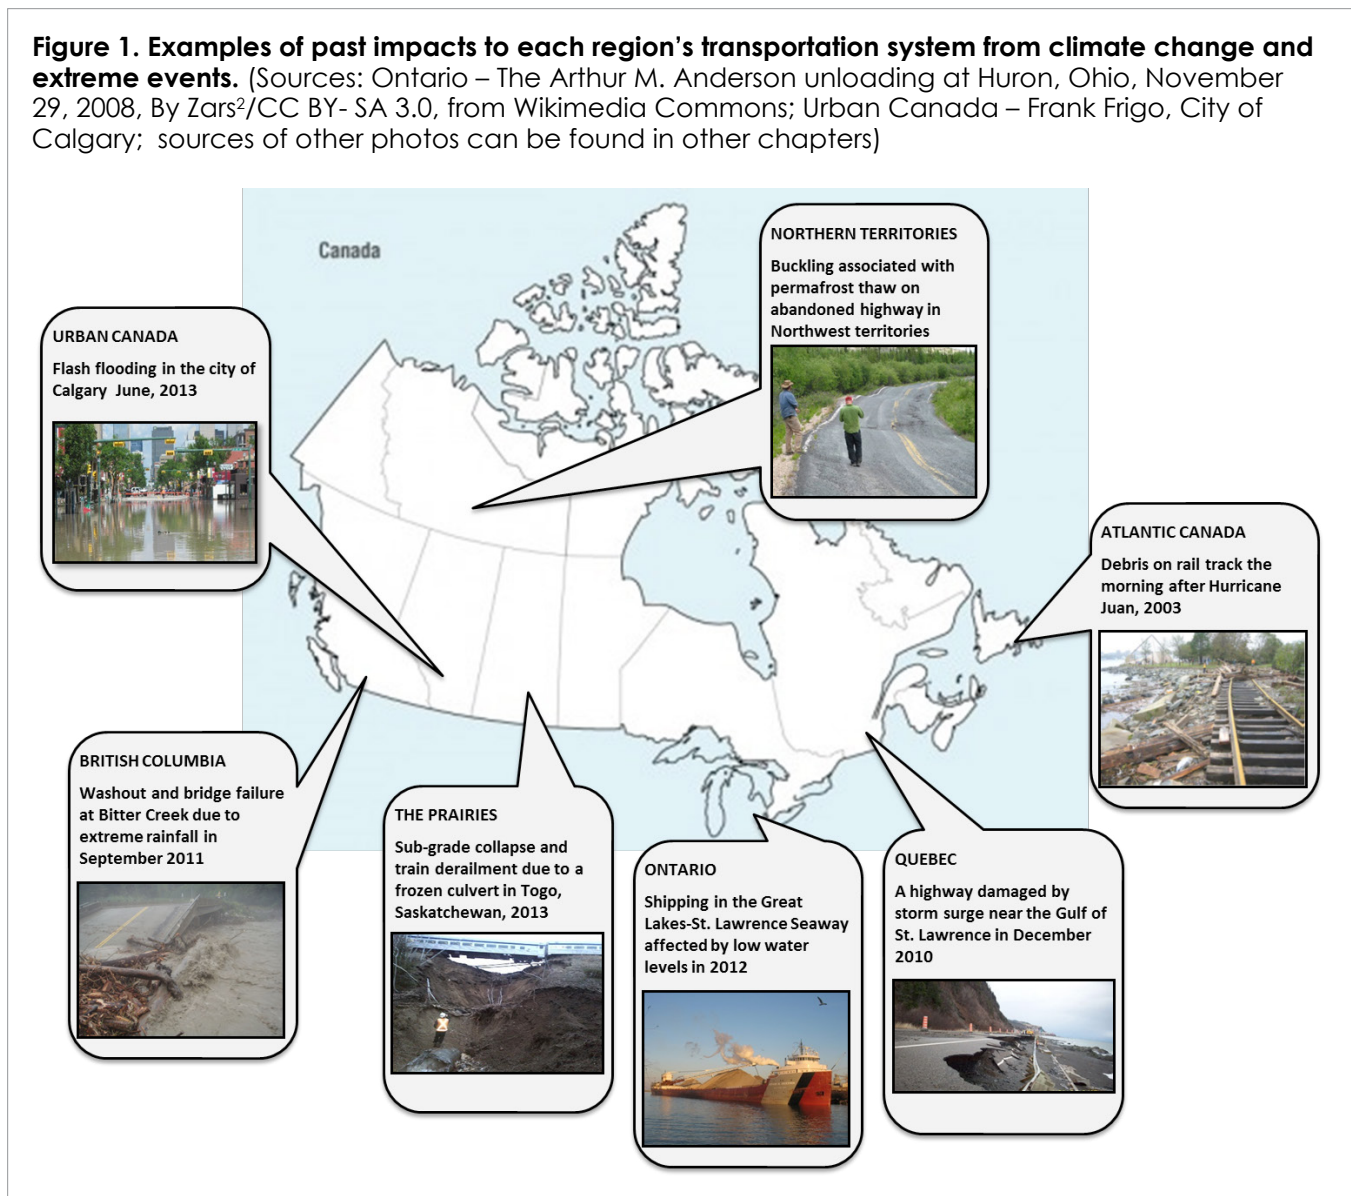 Figure 1. Examples of past impacts to each region's transportation system from climate change and
extreme events. (Sources: Ontario – The Arthur M. Anderson unloading at Huron, Ohio, November
29, 2008, By Zars²/CC BY- SA 3.0, from Wikimedia Commons; Urban Canada – Frank Frigo, City of
Calgary;  sources of other photos can be found in other chapters)
Canada
NORTHERN TERRITORIES
Buckling associated with
permafrost thaw on
abandoned highway in
Northwest territories
URBAN CANADA
Flash flooding in the city of
Calgary  June, 2013
ATLANTIC CANADA
Debris on rail track the
morning after Hurricane
Juan, 2003
BRITISH COLUMBIA
Washout and bridge failure
at Bitter Creek due to
extreme rainfall in
September 2011
THE PRAIRIES
Sub-grade collapse and
train derailment due to a
frozen culvert in Togo,
Saskatchewan, 2013
ONTARIO
Shipping in the Great
Lakes-St. Lawrence Seaway
affected by low water
levels in 2012
QUEBEC
A highway damaged by
storm surge near the Gulf of
St. Lawrence in December
2010